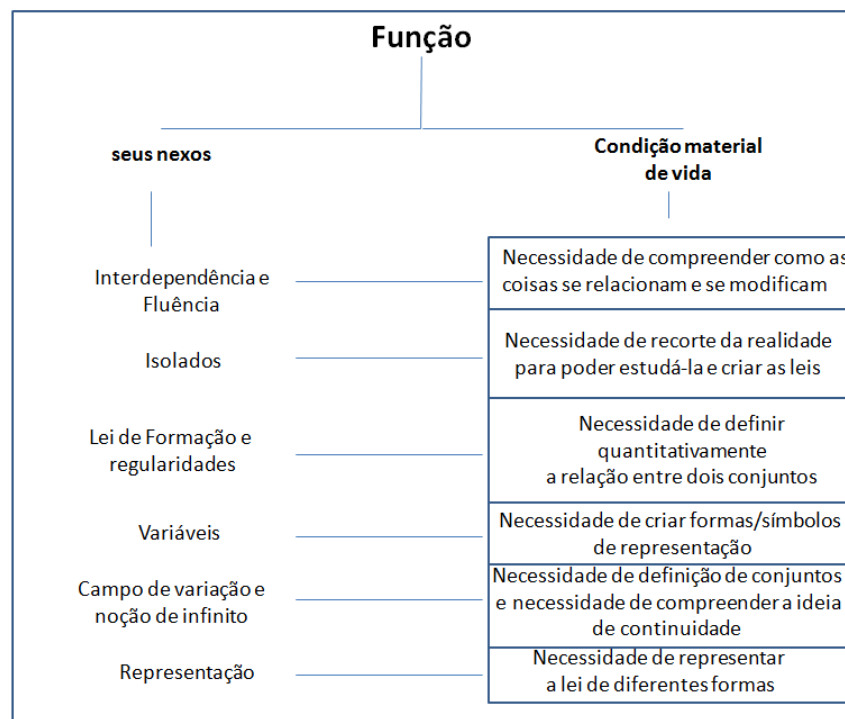 Função
seus nexos
Condição material
de vida
Interdependência e
Fluência
Necessidade de compreender como as
coisas se relacionam e se modificam
Isolados
Necessidade de recorte da realidade
para poder estudá-la e criar as leis
Lei de Formação e
regularidades
Necessidade de definir
quantitativamente
a relação entre dois conjuntos
Variáveis
Necessidade de criar formas/símbolos
de representação
Campo de variação e
noção de infinito
Necessidade de definição de conjuntos
e necessidade de compreender a ideia
de continuidade
Representação
Necessidade de representar
a lei de diferentes formas